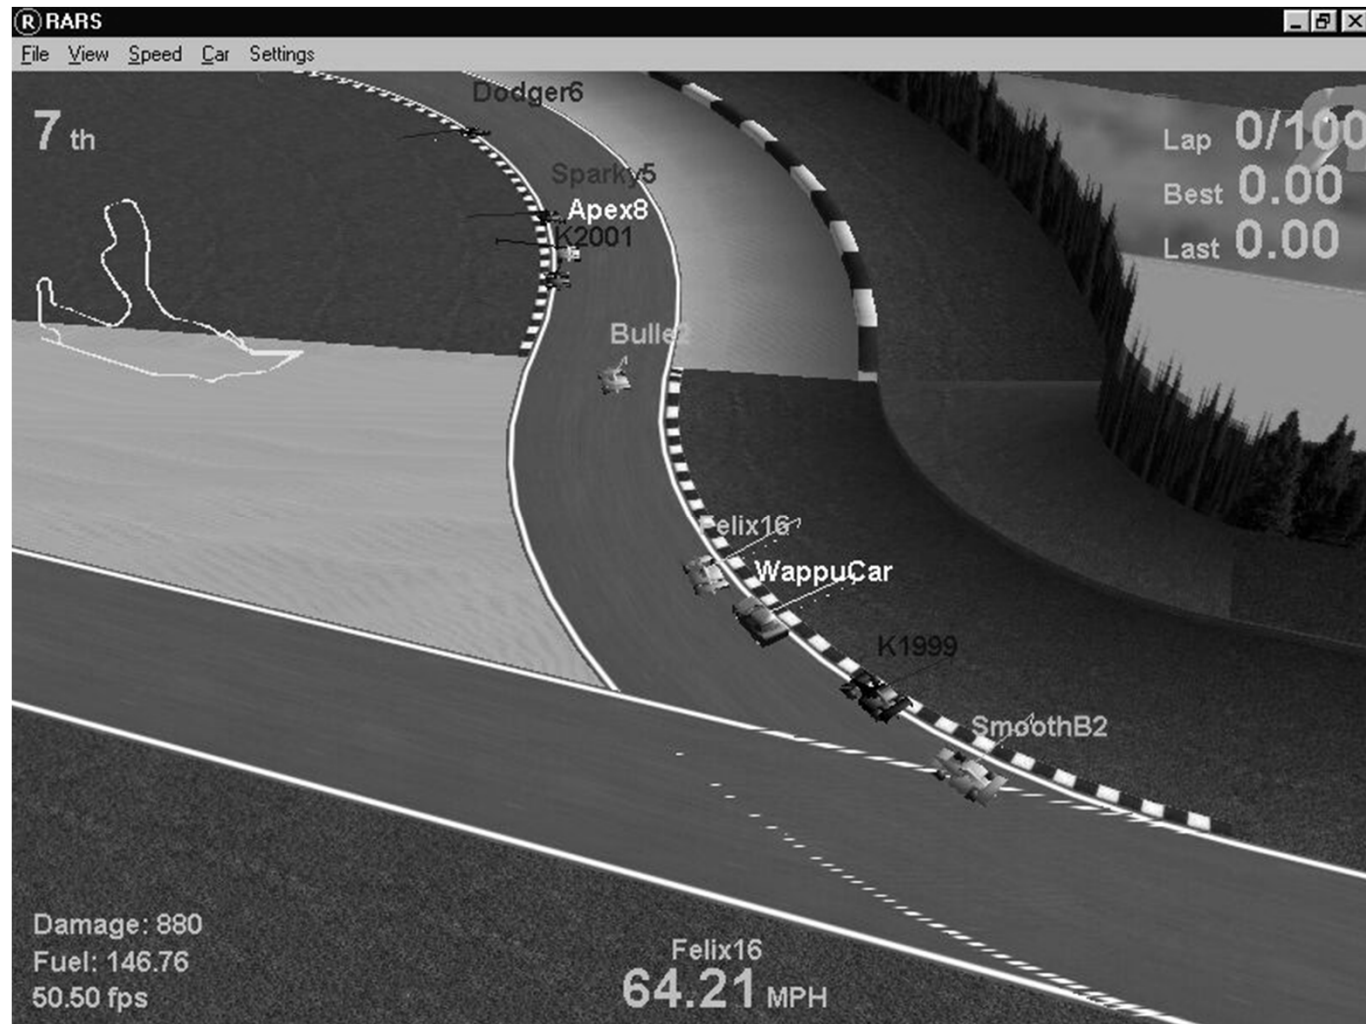 RARS
File View Speed Car Settings
7 th
Lap 0/100
Best 0.00
Last 0.00
Dodger6
Sparky5
Apex8
K2001
Bulle2
Felix16
WappuCar
K1999
SmoothB2
Damage: 880
Fuel: 146.76
50.50 fps
Felix16
64.21 MPH